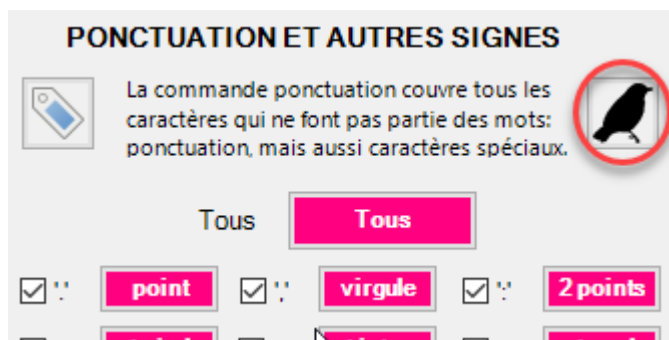 PONCTUATION ET AUTRES SIGNES
La commande ponctuation couvre tous les
caractères qui ne font pas partie des mots:
ponctuation, mais aussi caractères spéciaux.
Tous Tous
'.' point ',' virgule ':' 2 points